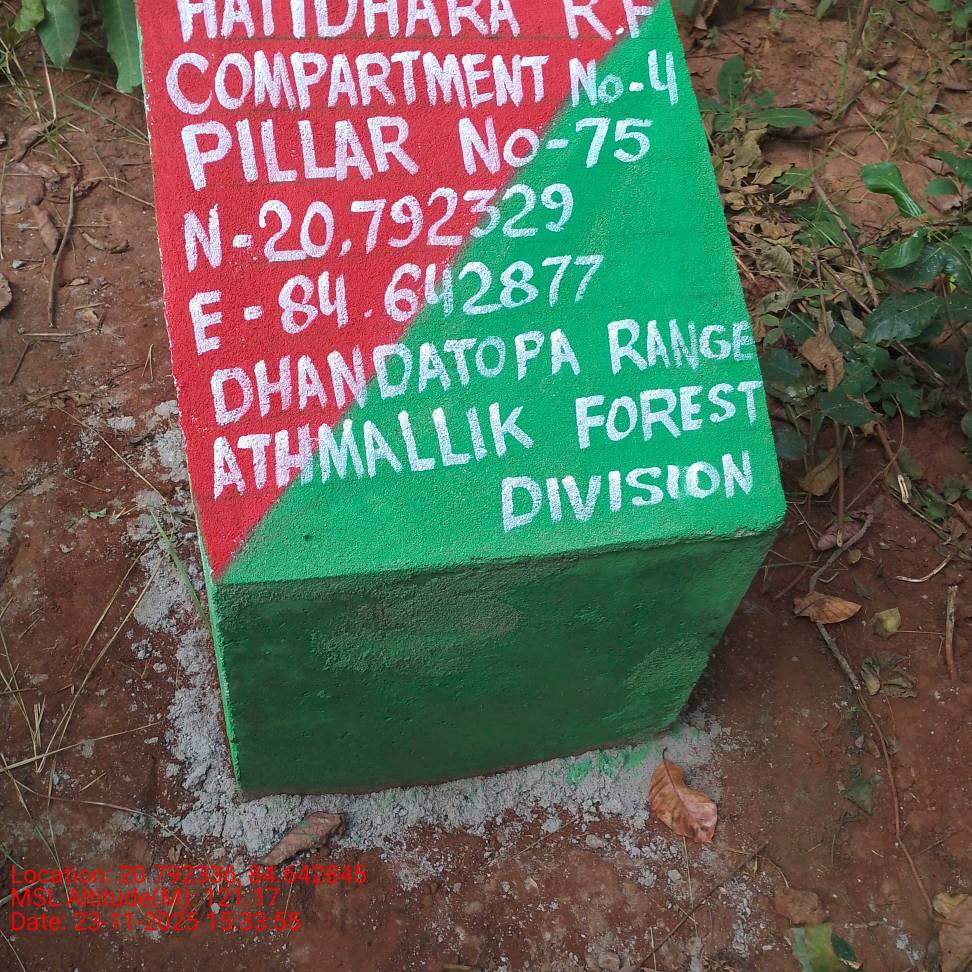 HATIDHARA R.F
COMPARTMENT No-4
PILLAR No-75
N-20.792329
E-84.642877
DHANDATOPA RANGE
ATHMALLIK FOREST
DIVISION
Location: 20.792336, 84.642845
MSL Altitude(M): 121.17
Date: 23-11-2025 15:33:55